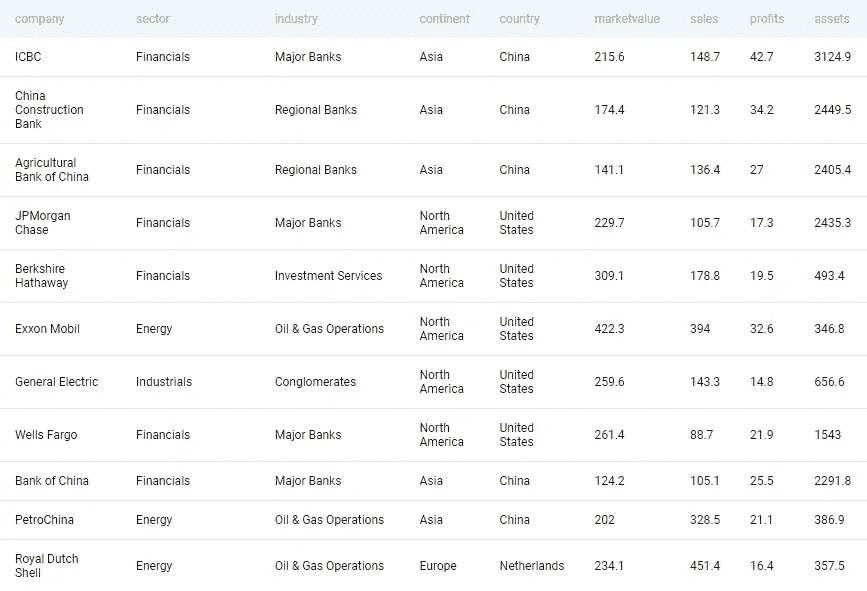 company sector industry continent country marketvalue sales profits assets
ICBC Financials Major Banks Asia China 215.6 148.7 42.7 3124.9
China
Construction
Bank Financials Regional Banks Asia China 174.4 121.3 34.2 2449.5
Agricultural
Bank of China Financials Regional Banks Asia China 141.1 136.4 27 2405.4
JPMorgan
Chase Financials Major Banks North
America United
States 229.7 105.7 17.3 2435.3
Berkshire
Hathaway Financials Investment Services North
America United
States 309.1 178.8 19.5 493.4
Exxon Mobil Energy Oil & Gas Operations North
America United
States 422.3 394 32.6 346.8
General Electric Industrials Conglomerates North
America United
States 259.6 143.3 14.8 656.6
Wells Fargo Financials Major Banks North
America United
States 261.4 88.7 21.9 1543
Bank of China Financials Major Banks Asia China 124.2 105.1 25.5 2291.8
PetroChina Energy Oil & Gas Operations Asia China 202 328.5 21.1 386.9
Royal Dutch
Shell Energy Oil & Gas Operations Europe Netherlands 234.1 451.4 16.4 357.5